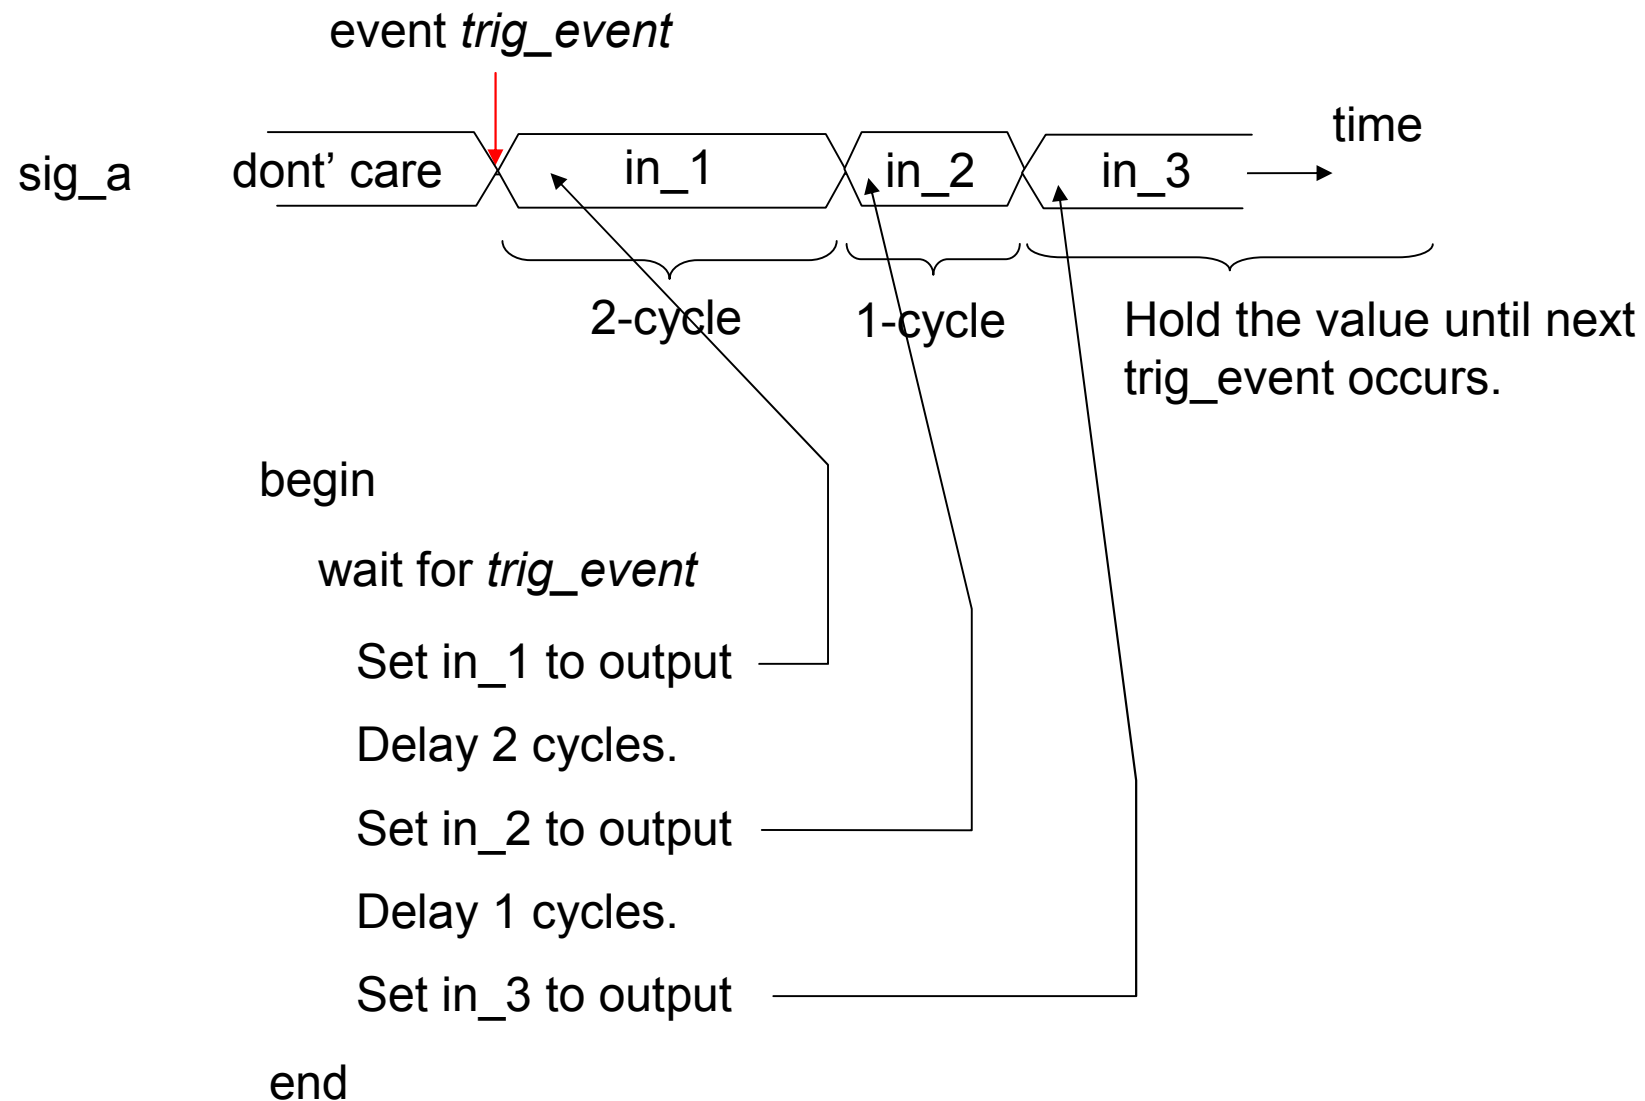 event trig_event
time
sig_a dont' care in_1 in_2 in_3
2-cycle 1-cycle Hold the value until next
trig_event occurs.
begin
wait for trig_event
Set in_1 to output
Delay 2 cycles.
Set in_2 to output
Delay 1 cycles.
Set in_3 to output
end